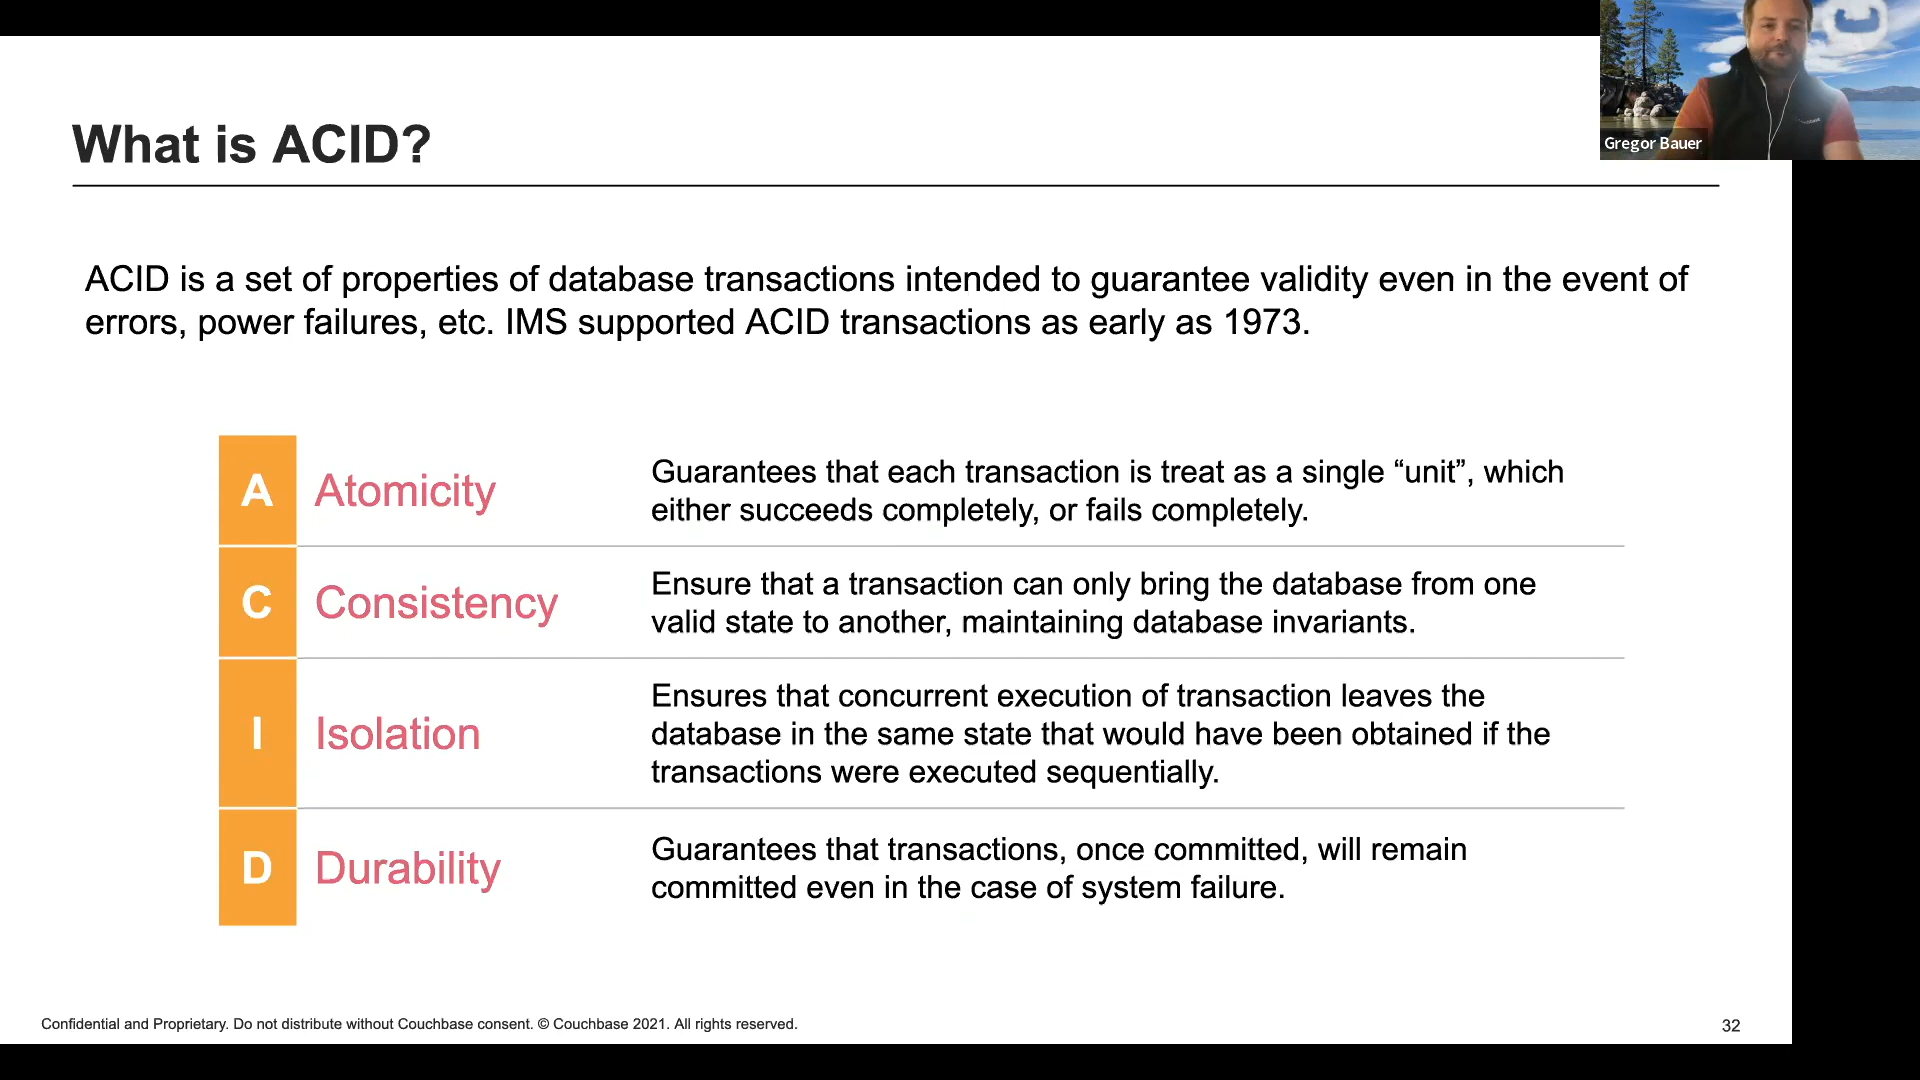 What is ACID?
Gregor Bauer
ACID is a set of properties of database transactions intended to guarantee validity even in the event of
errors, power failures, etc. IMS supported ACID transactions as early as 1973.
A Atomicity
Guarantees that each transaction is treat as a single “unit”, which
either succeeds completely, or fails completely.
C Consistency
Ensure that a transaction can only bring the database from one
valid state to another, maintaining database invariants.
I Isolation
Ensures that concurrent execution of transaction leaves the
database in the same state that would have been obtained if the
transactions were executed sequentially.
D Durability
Guarantees that transactions, once committed, will remain
committed even in the case of system failure.
Confidential and Proprietary. Do not distribute without Couchbase consent. © Couchbase 2021. All rights reserved.
32